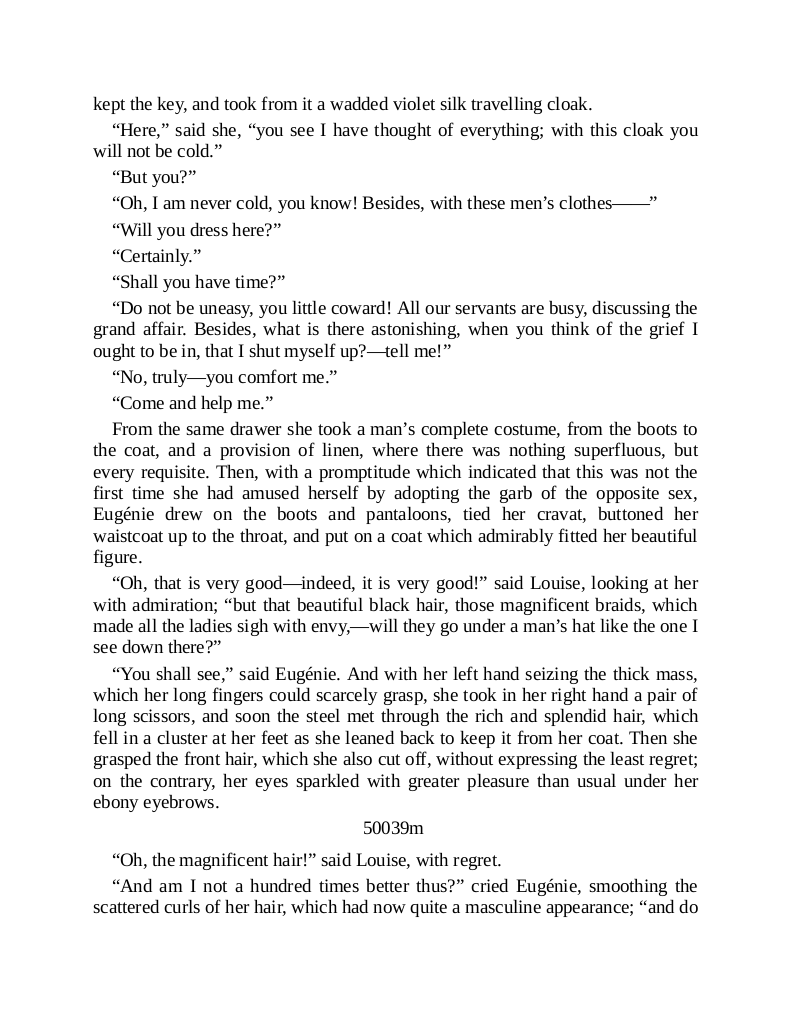 kept the key, and took from it a wadded violet silk travelling cloak.
“Here,” said she, “you see I have thought of everything; with this cloak you
will not be cold.”
“But you?”
“Oh, I am never cold, you know! Besides, with these men’s clothes——”
“Will you dress here?”
“Certainly.”
“Shall you have time?”
“Do not be uneasy, you little coward! All our servants are busy, discussing the
grand affair. Besides, what is there astonishing, when you think of the grief I
ought to be in, that I shut myself up?—tell me!”
“No, truly—you comfort me.”
“Come and help me.”
From the same drawer she took a man’s complete costume, from the boots to
the coat, and a provision of linen, where there was nothing superfluous, but
every requisite. Then, with a promptitude which indicated that this was not the
first time she had amused herself by adopting the garb of the opposite sex,
Eugénie drew on the boots and pantaloons, tied her cravat, buttoned her
waistcoat up to the throat, and put on a coat which admirably fitted her beautiful
figure.
“Oh, that is very good—indeed, it is very good!” said Louise, looking at her
with admiration; “but that beautiful black hair, those magnificent braids, which
made all the ladies sigh with envy,—will they go under a man’s hat like the one I
see down there?”
“You shall see,” said Eugénie. And with her left hand seizing the thick mass,
which her long fingers could scarcely grasp, she took in her right hand a pair of
long scissors, and soon the steel met through the rich and splendid hair, which
fell in a cluster at her feet as she leaned back to keep it from her coat. Then she
grasped the front hair, which she also cut off, without expressing the least regret;
on the contrary, her eyes sparkled with greater pleasure than usual under her
ebony eyebrows.
50039m
“Oh, the magnificent hair!” said Louise, with regret.
“And am I not a hundred times better thus?” cried Eugénie, smoothing the
scattered curls of her hair, which had now quite a masculine appearance; “and do